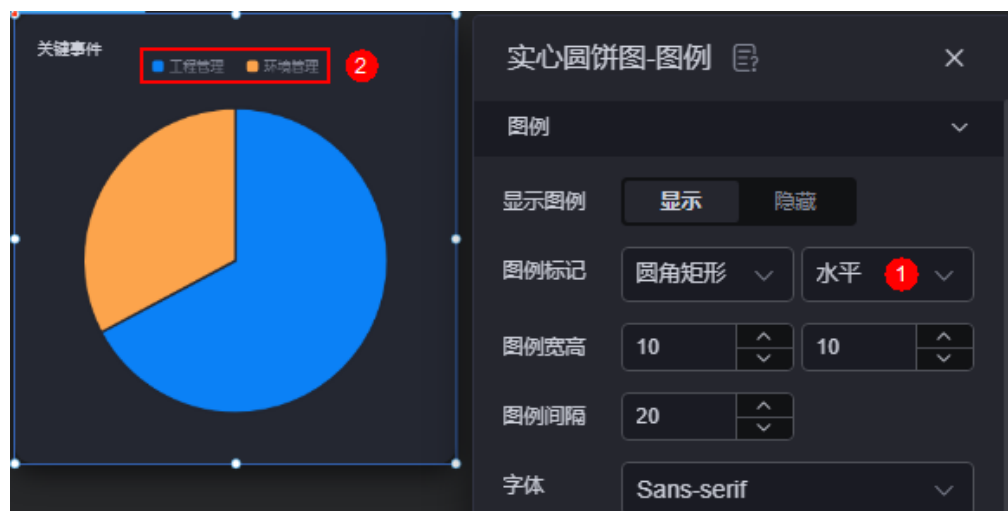 关键事件
工程管理 环境管理 2
实心圆饼图-图例
图例
显示图例 显示 隐藏
图例标记 圆角矩形 水平 1
图例宽高 10 10
图例间隔 20
字体 Sans-serif